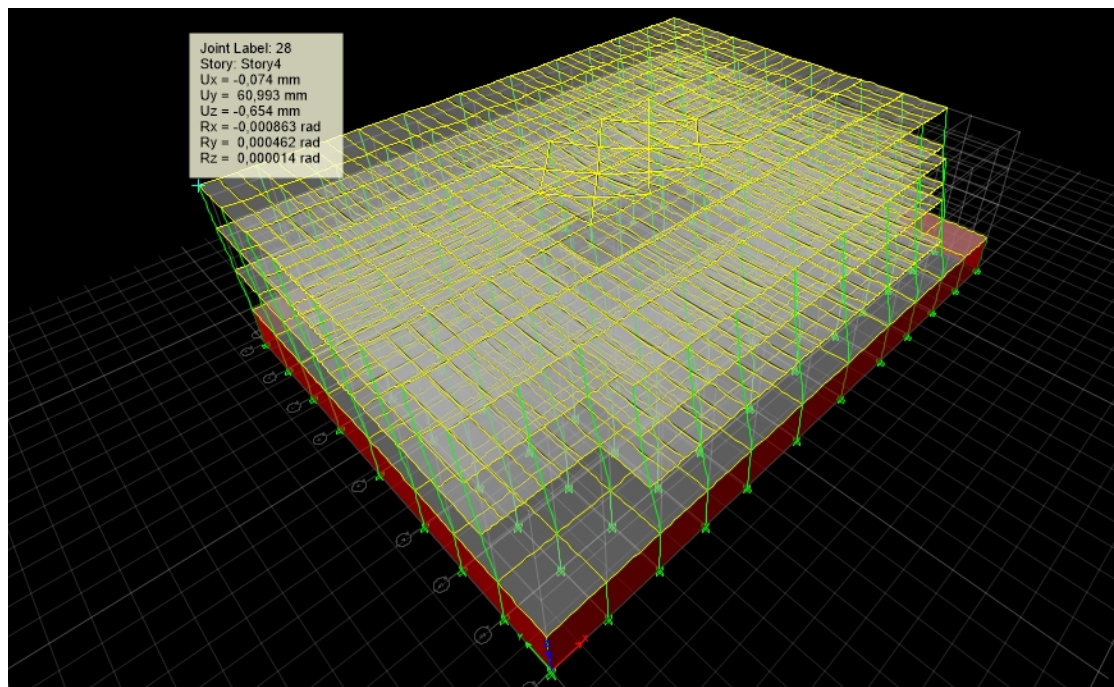 Joint Label: 28
Story: Story4
Ux = -0,074 mm
Uy = 60,993 mm
Uz = -0,654 mm
Rx = -0,000863 rad
Ry = 0,000462 rad
Rz = 0,000014 rad
X
Y